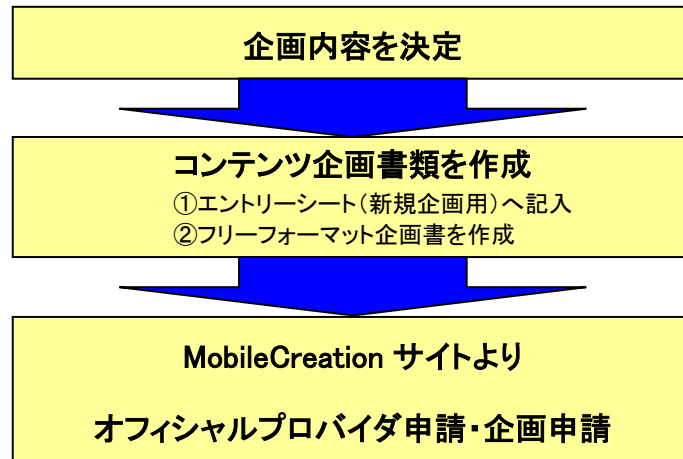 企画内容を決定
コンテンツ企画書類を作成
①エントリーシート（新規企画用）へ記入
②フリーフォーマット企画書を作成
MobileCreation サイトより
オフィシャルプロバイダ申請・企画申請